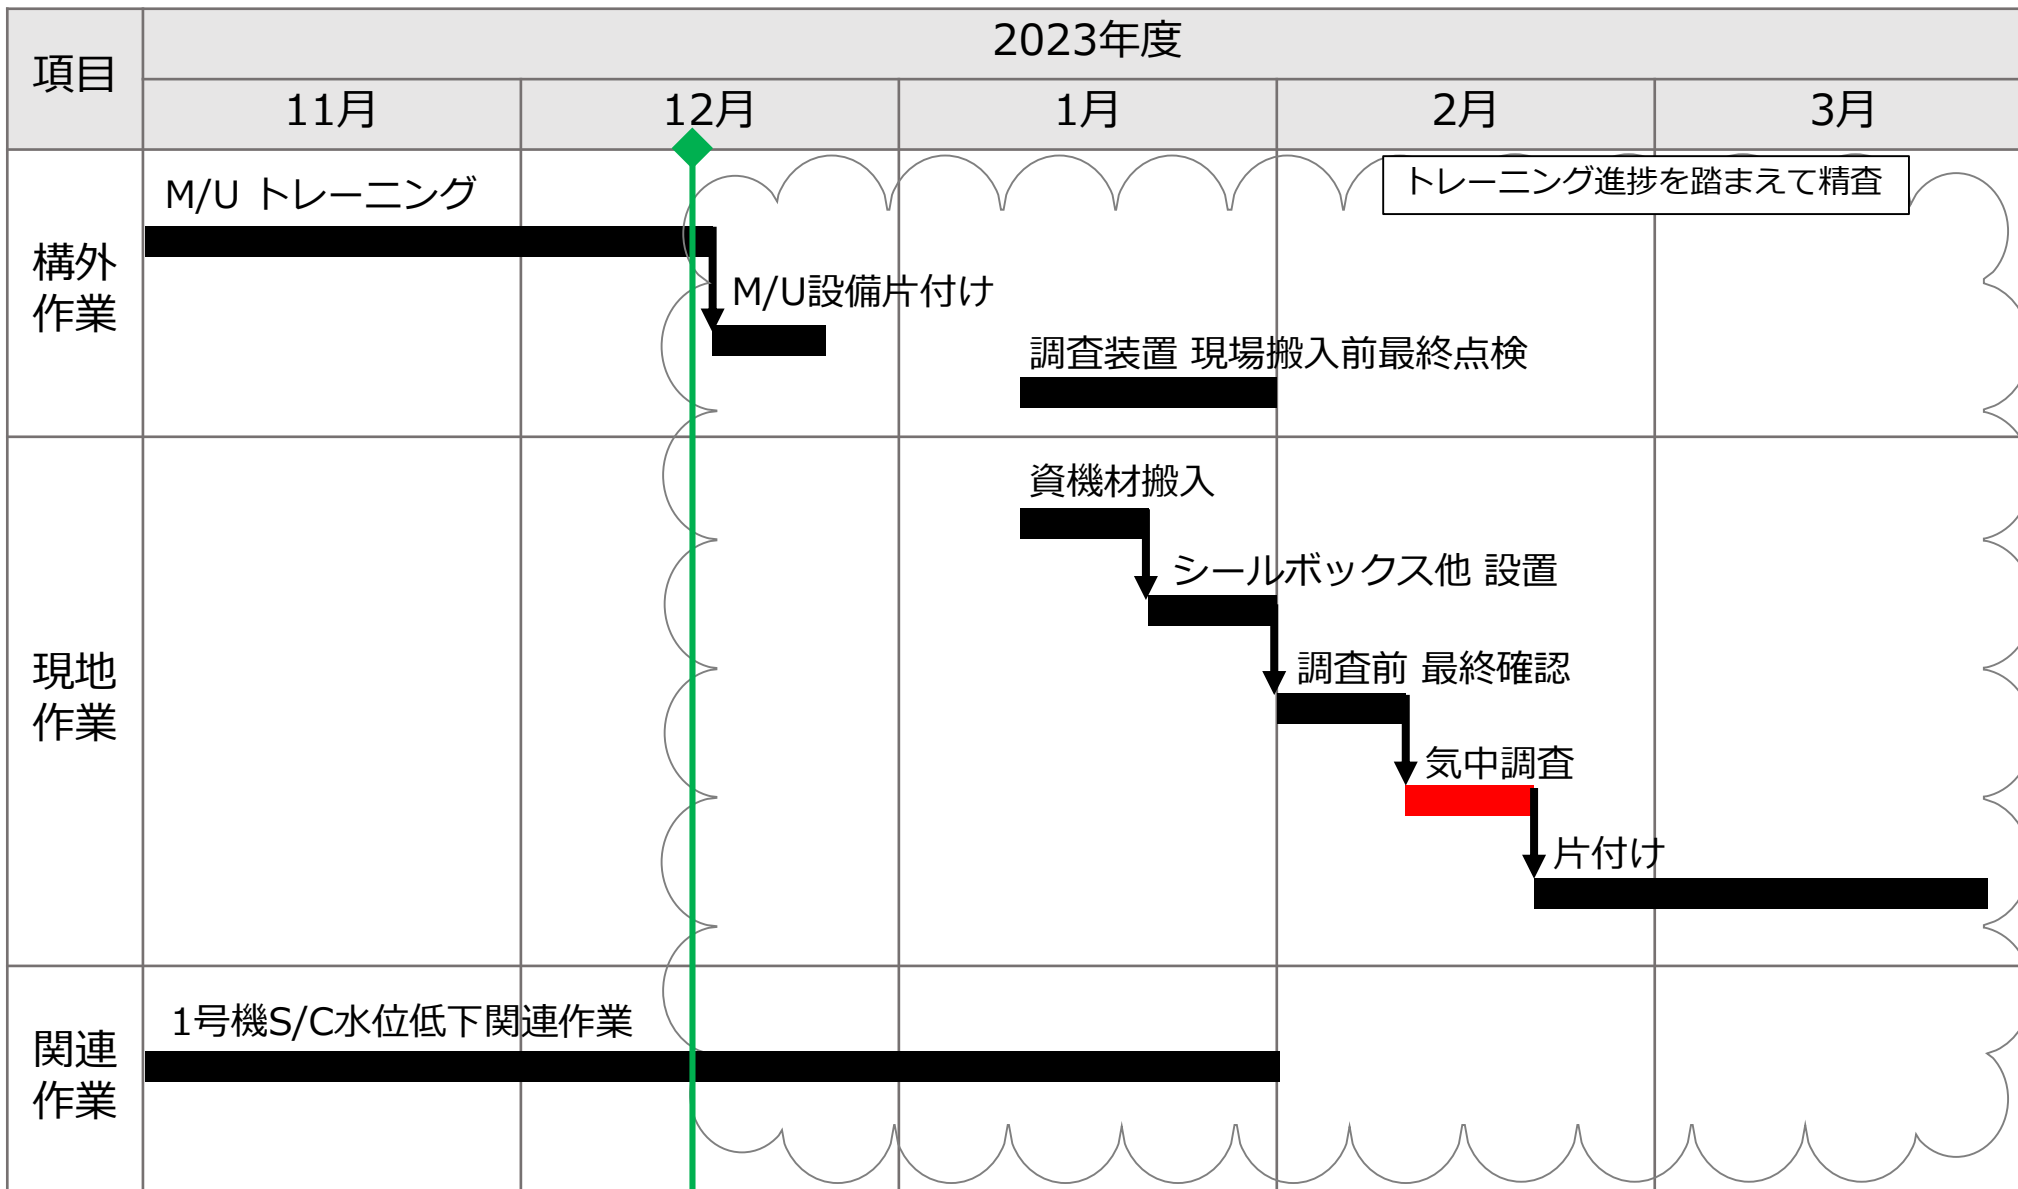 項目
2023年度
11月
12月
1月
2月
3月
構外
作業
M/U トレーニング
トレーニング進捗を踏まえて精査
M/U設備片付け
調査装置 現場搬入前最終点検
現地
作業
資機材搬入
シールボックス他 設置
調査前 最終確認
気中調査
片付け
関連
作業
1号機S/C水位低下関連作業